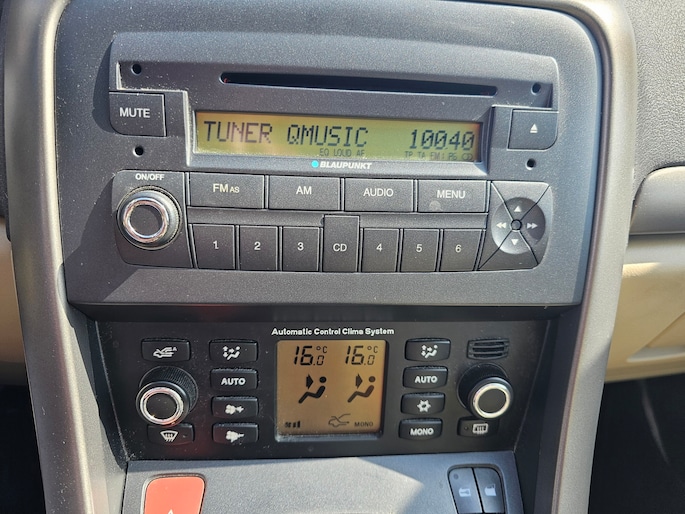 MUTE
TUNER QMUSIC 10040
EQ LOUD AF
TP TA FM
BLAUPUNKT
ON/OFF
FM AS
AM
AUDIO
MENU
1
2
3
CD
4
5
6
Automatic Control Clima System
A
16.0 °C
16.0 °C
AUTO
AUTO
MONO
MONO